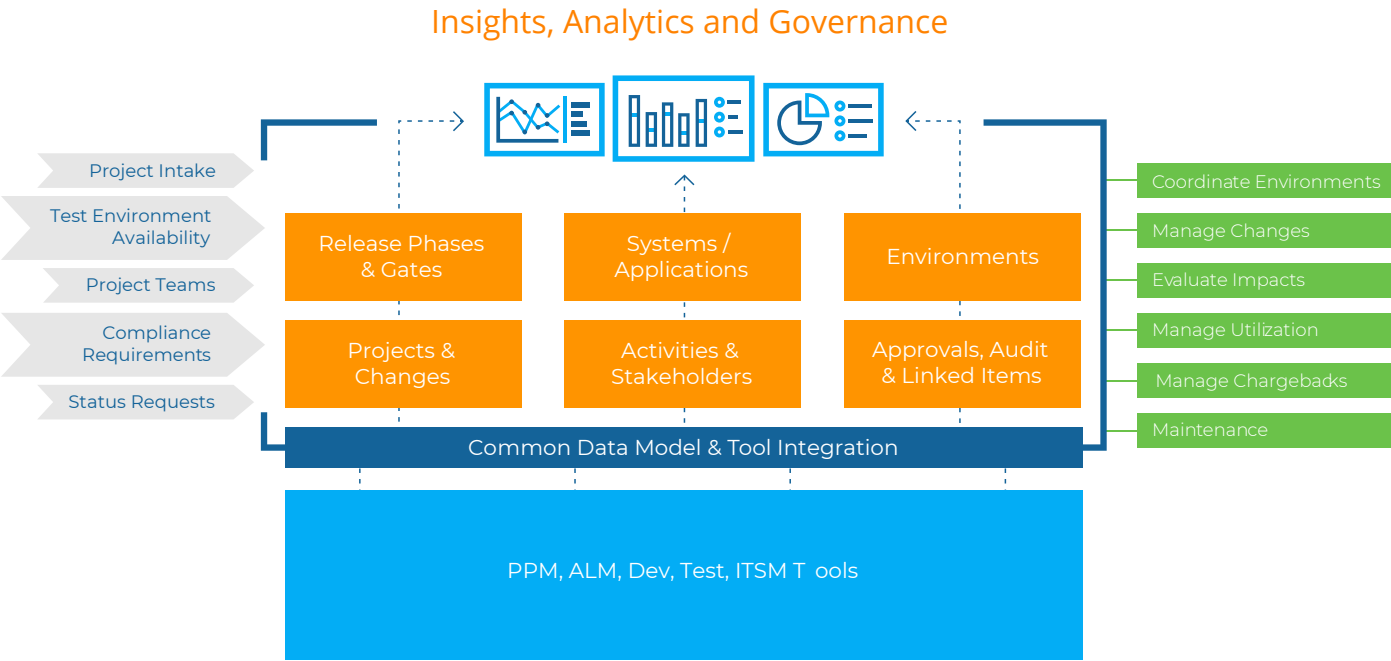 Insights, Analytics and Governance
Project Intake
Test Environment
Availability
Project Teams
Compliance
Requirements
Status Requests
Release Phases
& Gates
Systems /
Applications
Environments
Projects &
Changes
Activities &
Stakeholders
Approvals, Audit
& Linked Items
Common Data Model & Tool Integration
PPM, ALM, Dev, Test, ITSM T ools
Coordinate Environments
Manage Changes
Evaluate Impacts
Manage Utilization
Manage Chargebacks
Maintenance